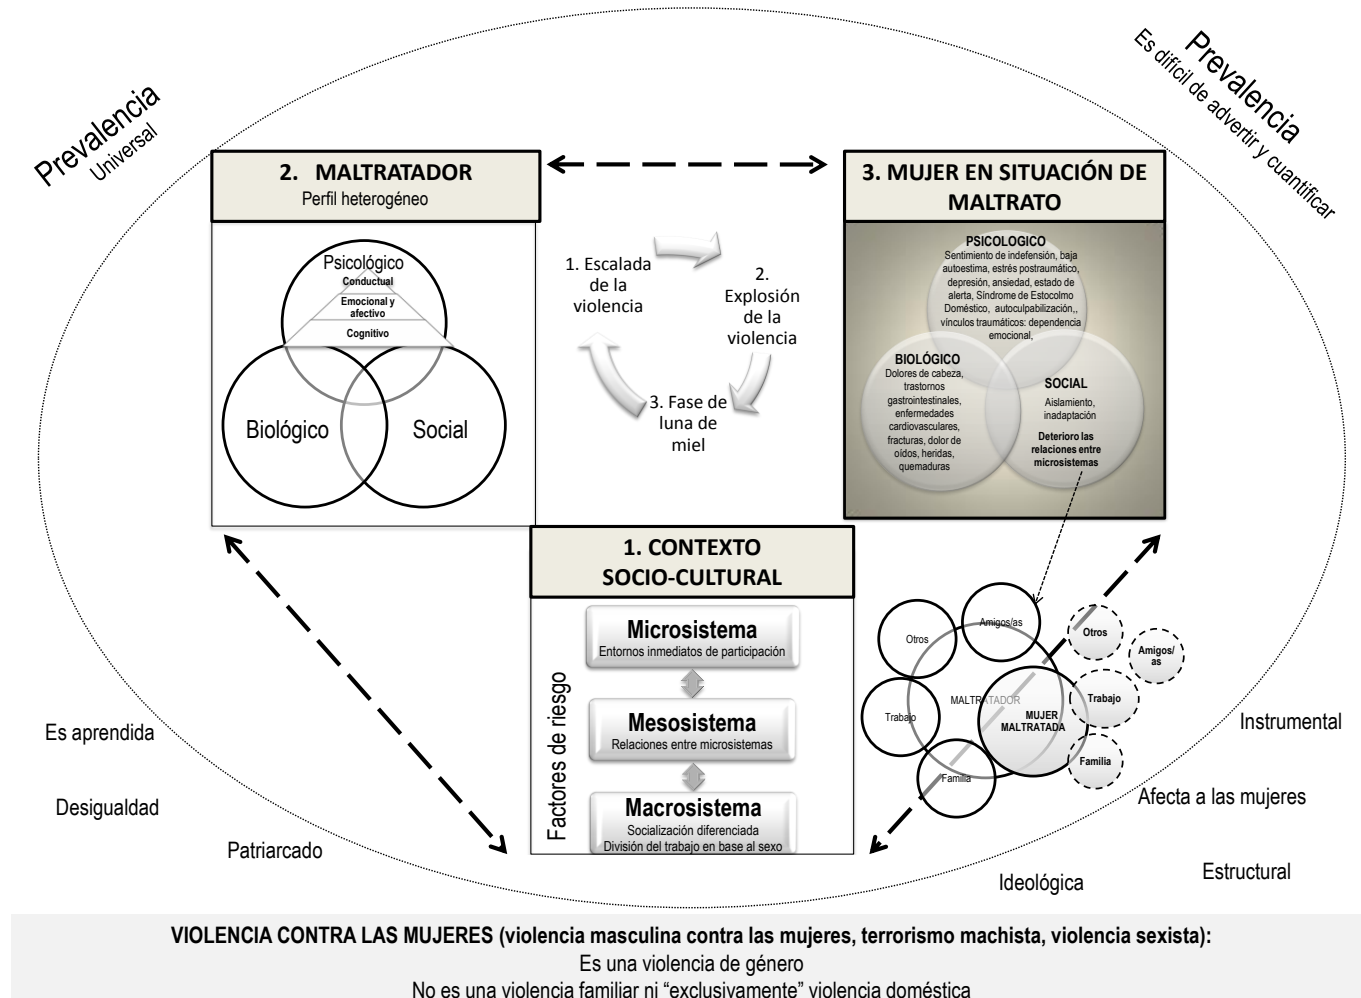 Prevalencia
Universal
Prevalencia
Es difícil de advertir y cuantificar
2. MALTRATADOR
Perfil heterogéneo
Psicológico
Conductual
Emocional y
afectivo
Cognitivo
Biológico
Social
1. Escalada
de la
violencia
2.
Explosión
de la
violencia
3. Fase de
luna de
miel
3. MUJER EN SITUACIÓN DE
MALTRATO
PSICOLOGICO
Sentimiento de indefensión, baja
autoestima, estrés postraumático,
depresión, ansiedad, estado de
alerta, Síndrome de Estocolmo
Doméstico, autoculpabilización,,
vínculos traumáticos: dependencia
emocional,
BIOLÓGICO
Dolores de cabeza,
trastornos
gastrointestinales,
enfermedades
cardiovasculares,
fracturas, dolor de
oídos, heridas,
quemaduras
SOCIAL
Aislamiento,
inadaptación
Deterioro las
relaciones entre
microsistemas
1. CONTEXTO
SOCIO-CULTURAL
Factores de riesgo
Microsistema
Entornos inmediatos de participación
Mesosistema
Relaciones entre microsistemas
Macrosistema
Socialización diferenciada
División del trabajo en base al sexo
Amigos/as
Otros
Trabajo
Familia
MALTRATADOR
MUJER
MALTRATADA
Otros
Amigos/
as
Trabajo
Familia
Es aprendida
Desigualdad
Patriarcado
Instrumental
Afecta a las mujeres
Estructural
Ideológica
VIOLENCIA CONTRA LAS MUJERES (violencia masculina contra las mujeres, terrorismo machista, violencia sexista):
Es una violencia de género
No es una violencia familiar ni “exclusivamente” violencia doméstica